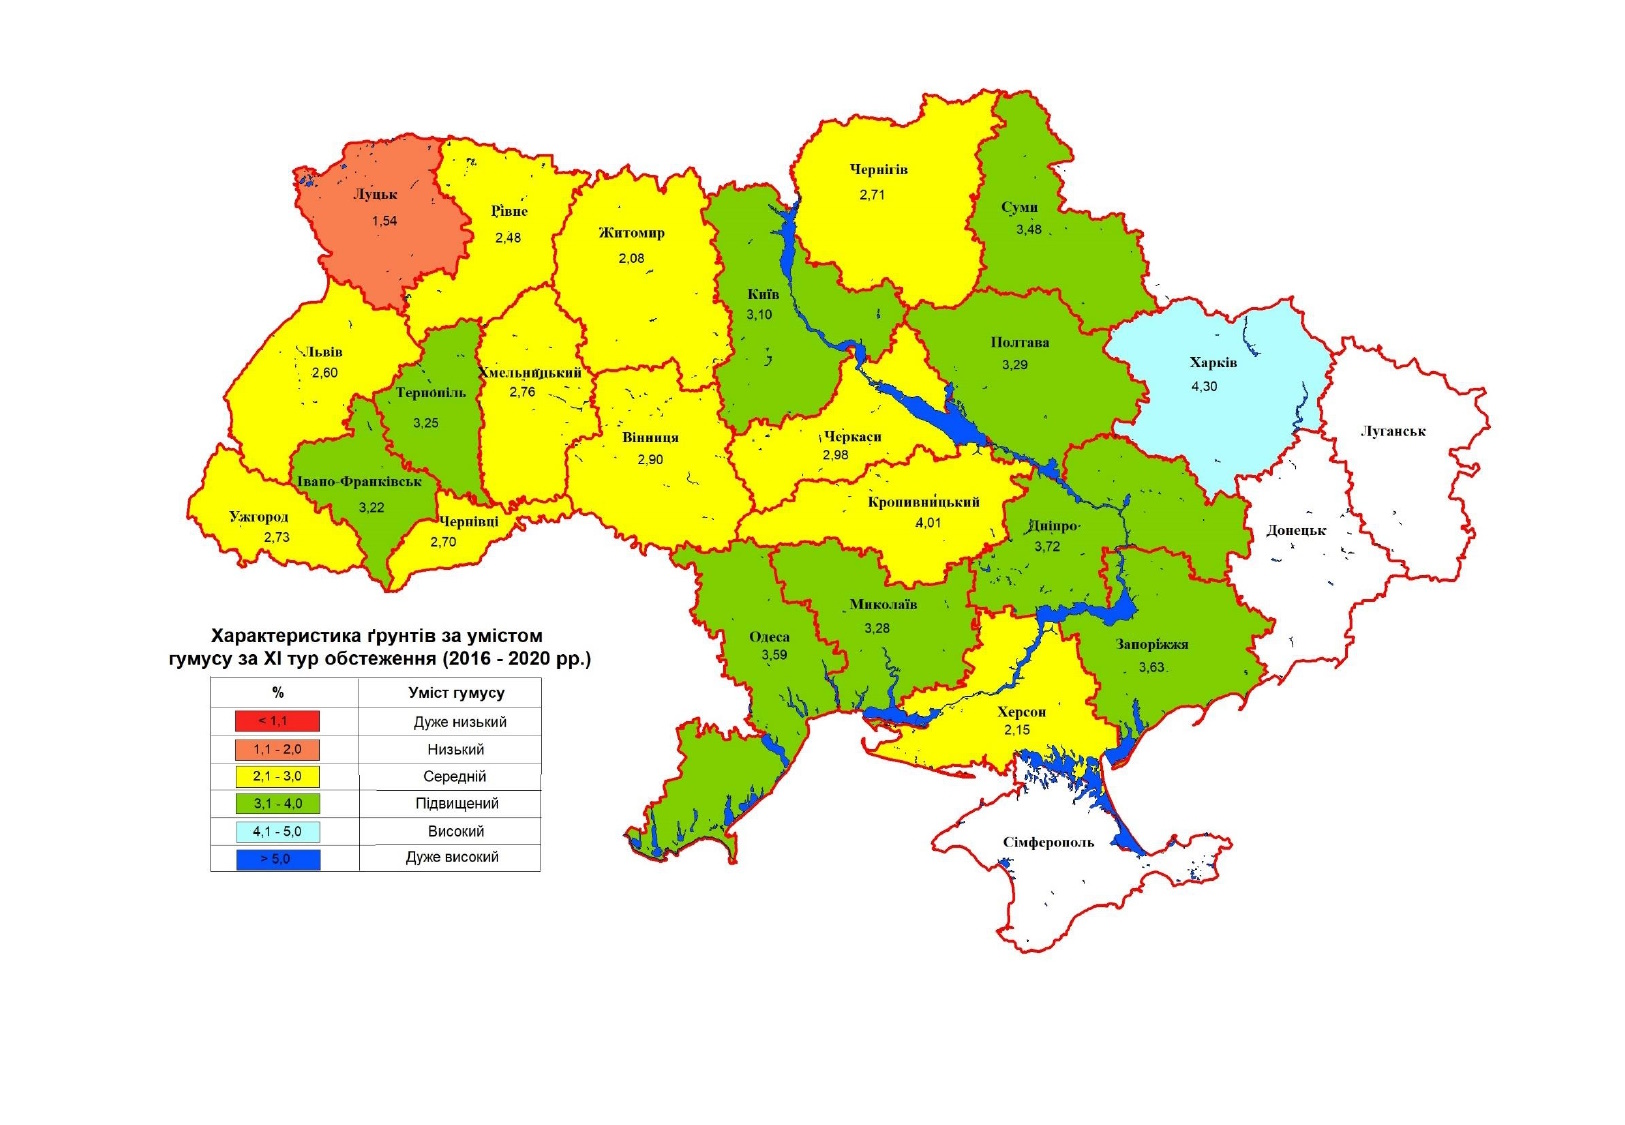 Чернігів
2,71
Луцьк
1,54
Рівне
2,48
Суми
3,48
Житомир
2,08
Київ
3,10
Полтава
3,29
Харків
4,30
Львів
2,60
Хмельницький
2,76
Тернопіль
3,25
Луганськ
Вінниця
2,90
Черкаси
2,98
Івано-Франківськ
3,22
Кропивницький
4,01
Ужгород
2,73
Чернівці
2,70
Дніпро
3,72
Донецьк
Миколаїв
3,28
Одеса
3,59
Запоріжжя
3,63
Херсон
2,15
Сімферополь
Характеристика ґрунтів за умістом
гумусу за XI тур обстеження (2016 - 2020 рр.)
% Уміст гумусу
< 1,1 Дуже низький
1,1 - 2,0 Низький
2,1 - 3,0 Середній
3,1 - 4,0 Підвищений
4,1 - 5,0 Високий
> 5,0 Дуже високий